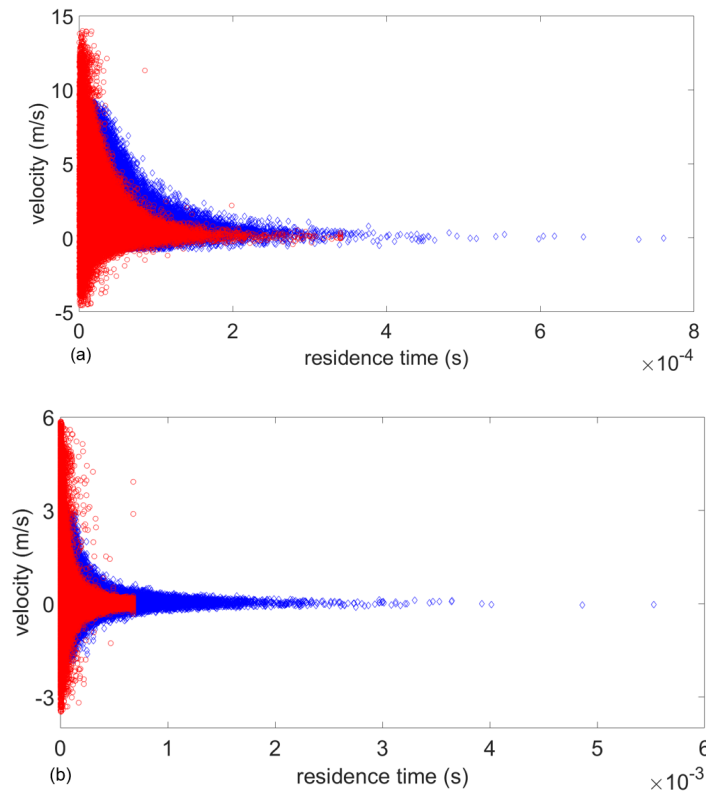 15
10
5
0
-5
velocity (m/s)
0 2 4 6 8
(a) residence time (s) ×10⁻⁴
6
3
0
-3
velocity (m/s)
0 1 2 3 4 5 6
(b) residence time (s) ×10⁻³